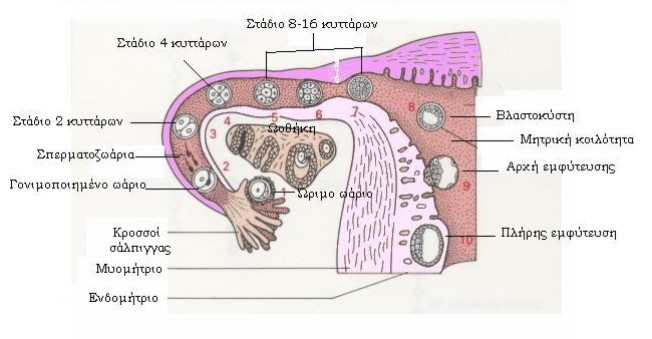 Στάδιο 8-16 κυττάρων
Στάδιο 4 κυττάρων
Στάδιο 2 κυττάρων
Σπερματοζωάρια
Γονιμοποιημένο ωάριο
Κροσσοί
σάλπιγγας
Μυομήτριο
Ενδομήτριο
Ωοθήκη
Ώριμο ωάριο
Βλαστοκύστη
Μητρική κοιλότητα
Αρχή εμφύτευσης
Πλήρης εμφύτευση
1
2
3
4
5
6
7
8
9
10